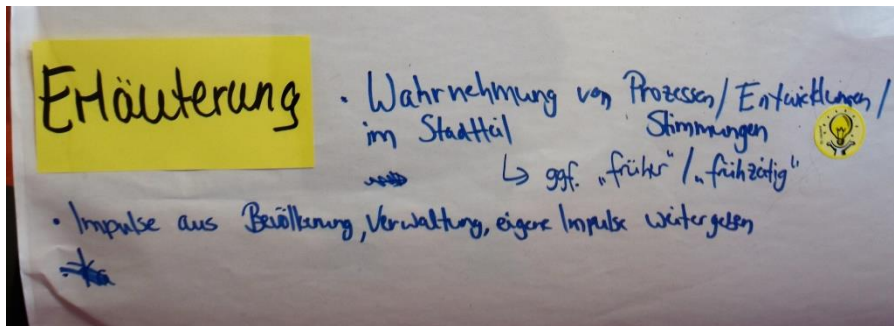 Erläuterung
• Wahrnehmung von Prozessen / Entwicklungen /
im Stadtteil Stimmungen
↳ ggf. „früher“ / „frühzeitig“
• Impulse aus Bevölkerung, Verwaltung, eigene Impulse weitergeben